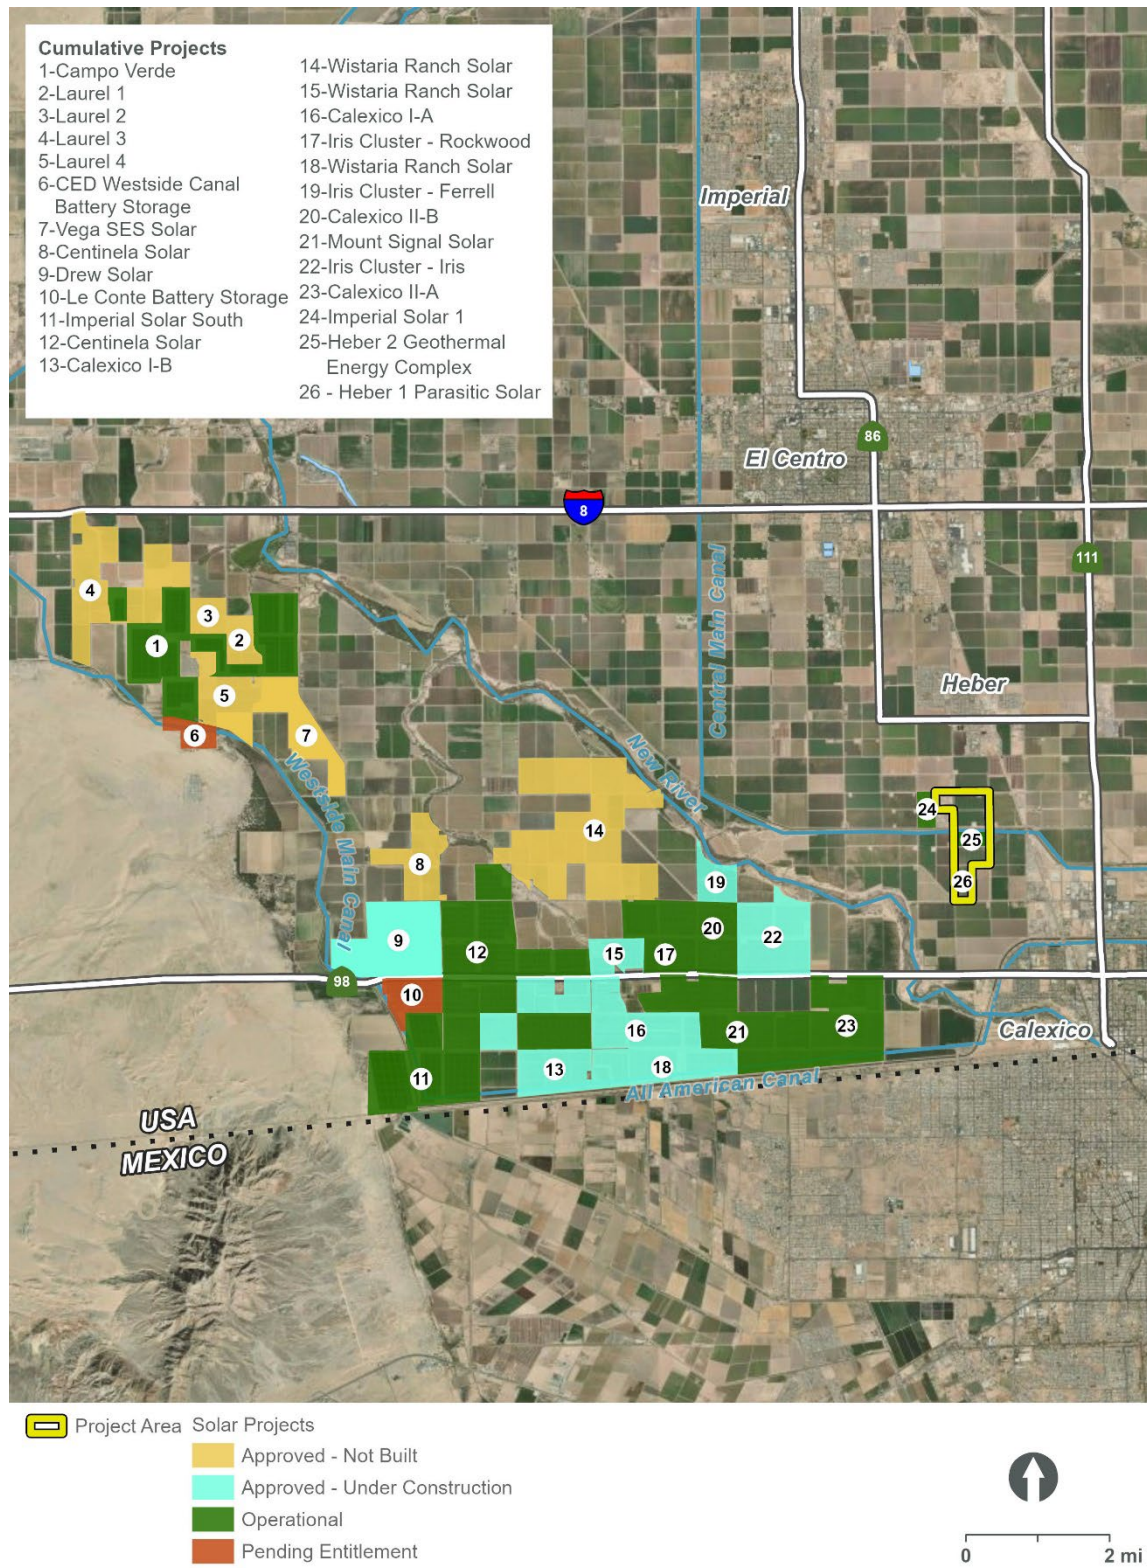 Cumulative Projects
1-Campo Verde
2-Laurel 1
3-Laurel 2
4-Laurel 3
5-Laurel 4
6-CED Westside Canal
Battery Storage
7-Vega SES Solar
8-Centinela Solar
9-Drew Solar
10-Le Conte Battery Storage
11-Imperial Solar South
12-Centinela Solar
13-Calexico I-B
14-Wistaria Ranch Solar
15-Wistaria Ranch Solar
16-Calexico I-A
17-Iris Cluster - Rockwood
18-Wistaria Ranch Solar
19-Iris Cluster - Ferrell
20-Calexico II-B
21-Mount Signal Solar
22-Iris Cluster - Iris
23-Calexico II-A
24-Imperial Solar 1
25-Heber 2 Geothermal
Energy Complex
26 - Heber 1 Parasitic Solar
Imperial
86
El Centro
8
111
Central Main Canal
4
3
2
1
5
6
7
Heber
Westside Main Canal
New River
24
25
26
14
8
19
20
22
9
12
15
17
98
10
16
21
23
Calexico
11
13
18
All American Canal
USA
MEXICO
Project Area
Solar Projects
Approved - Not Built
Approved - Under Construction
Operational
Pending Entitlement
0
2 mi